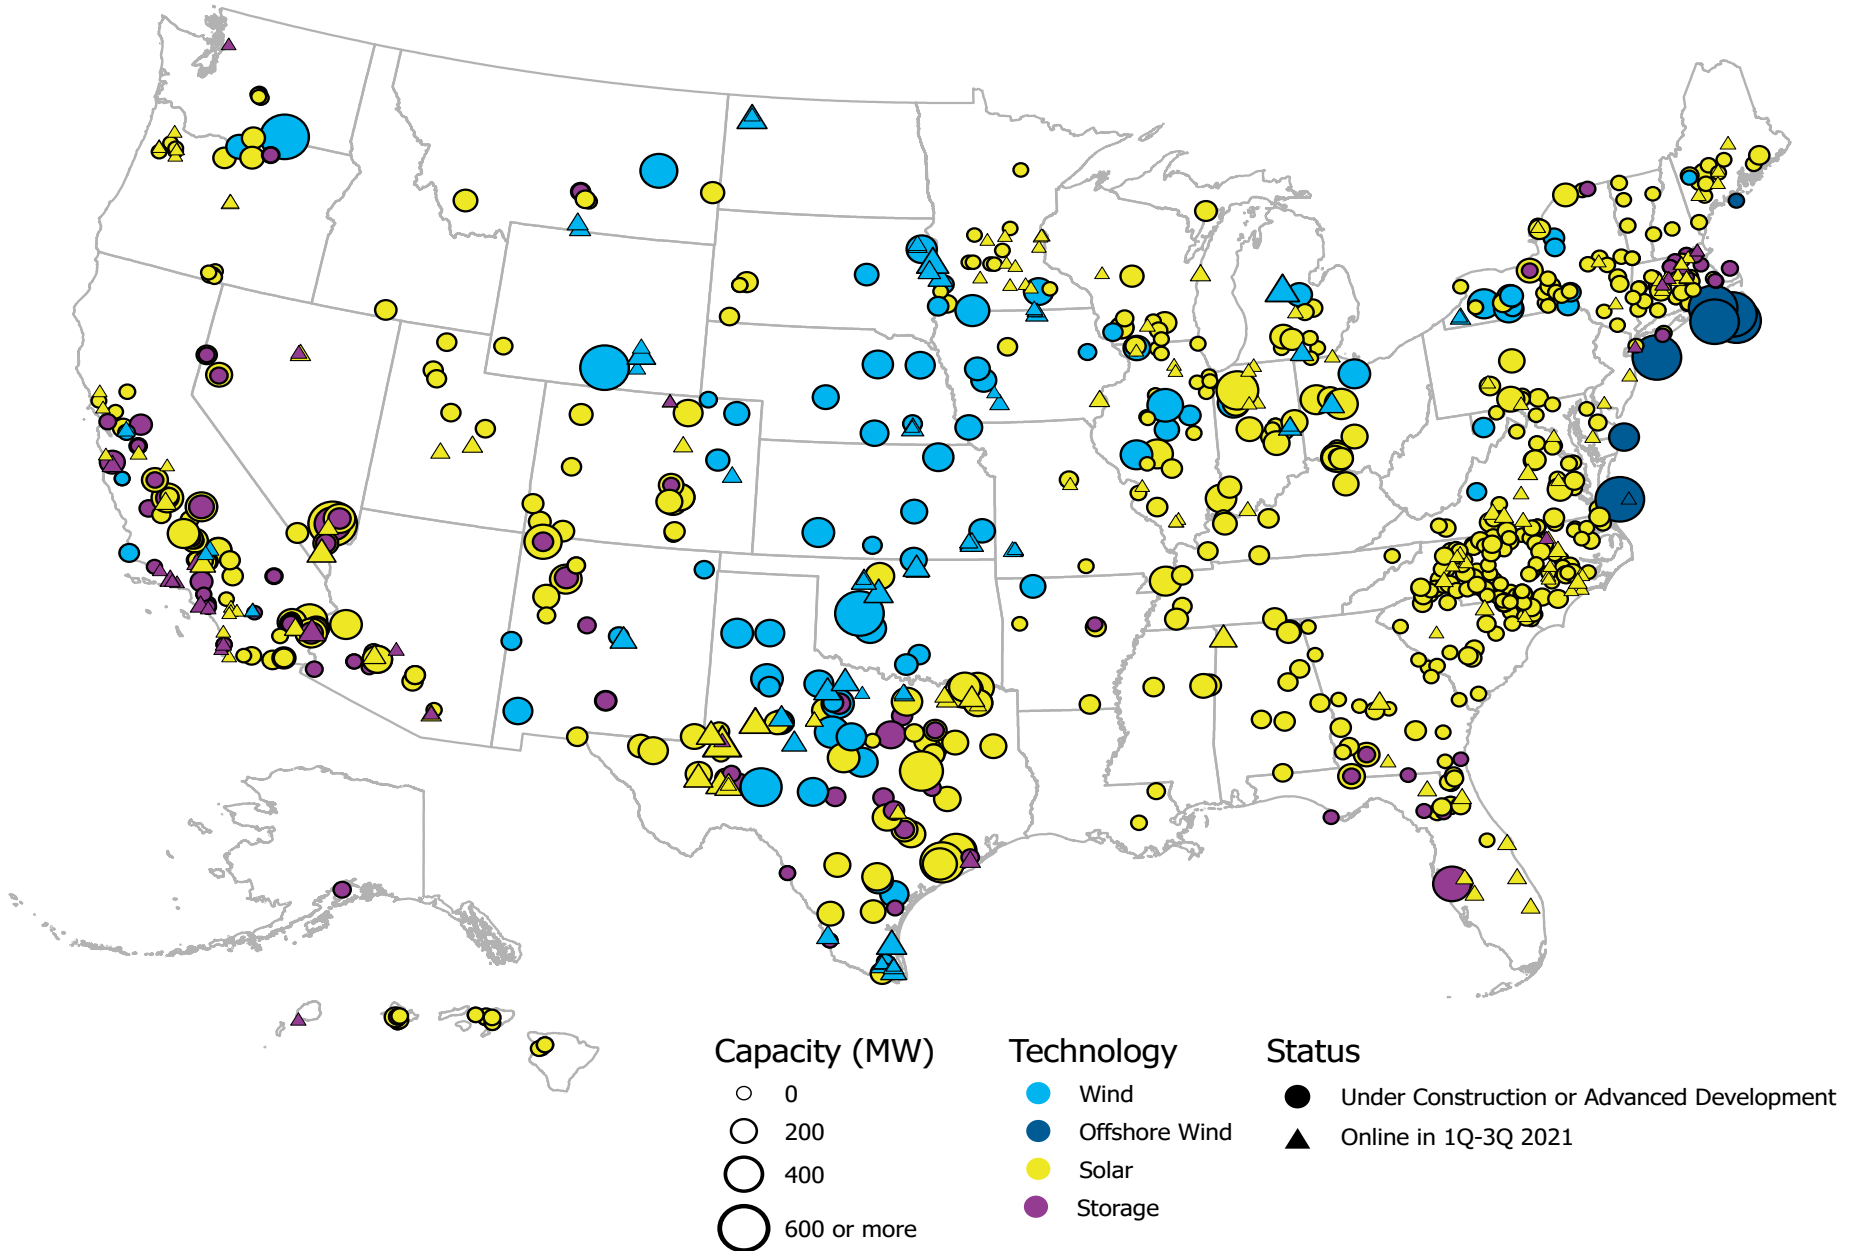 Capacity (MW)
0
200
400
600 or more
Technology
Wind
Offshore Wind
Solar
Storage
Status
Under Construction or Advanced Development
Online in 1Q-3Q 2021